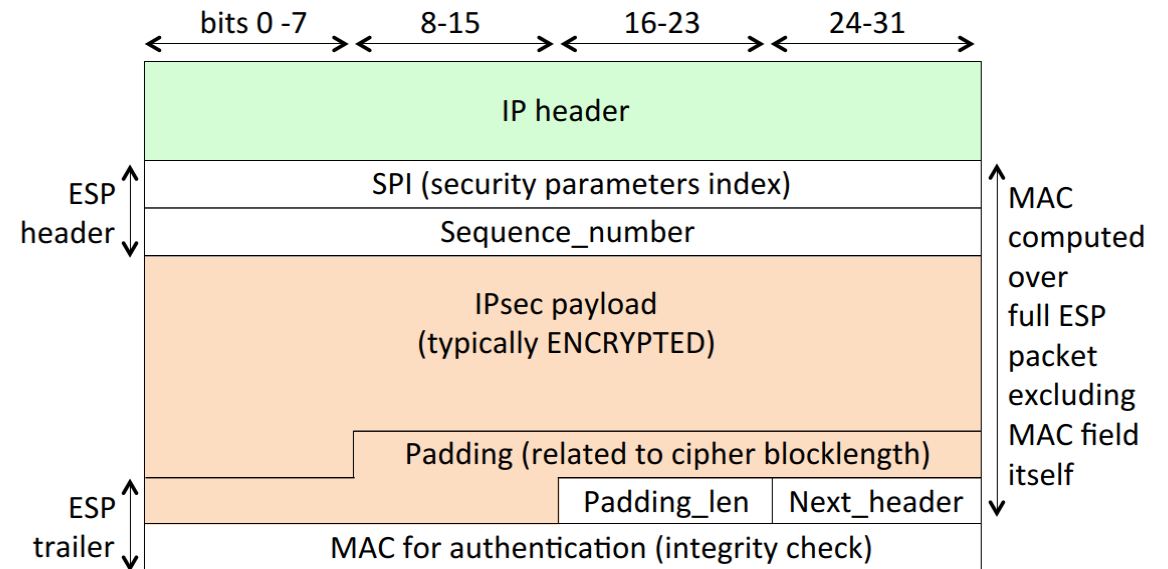 bits 0 -7 8-15 16-23 24-31
IP header
ESP
header
SPI (security parameters index)
Sequence_number
IPsec payload
(typically ENCRYPTED)
Padding (related to cipher blocklength)
ESP
trailer
Padding_len Next_header
MAC for authentication (integrity check)
MAC
computed
over
full ESP
packet
excluding
MAC field
itself